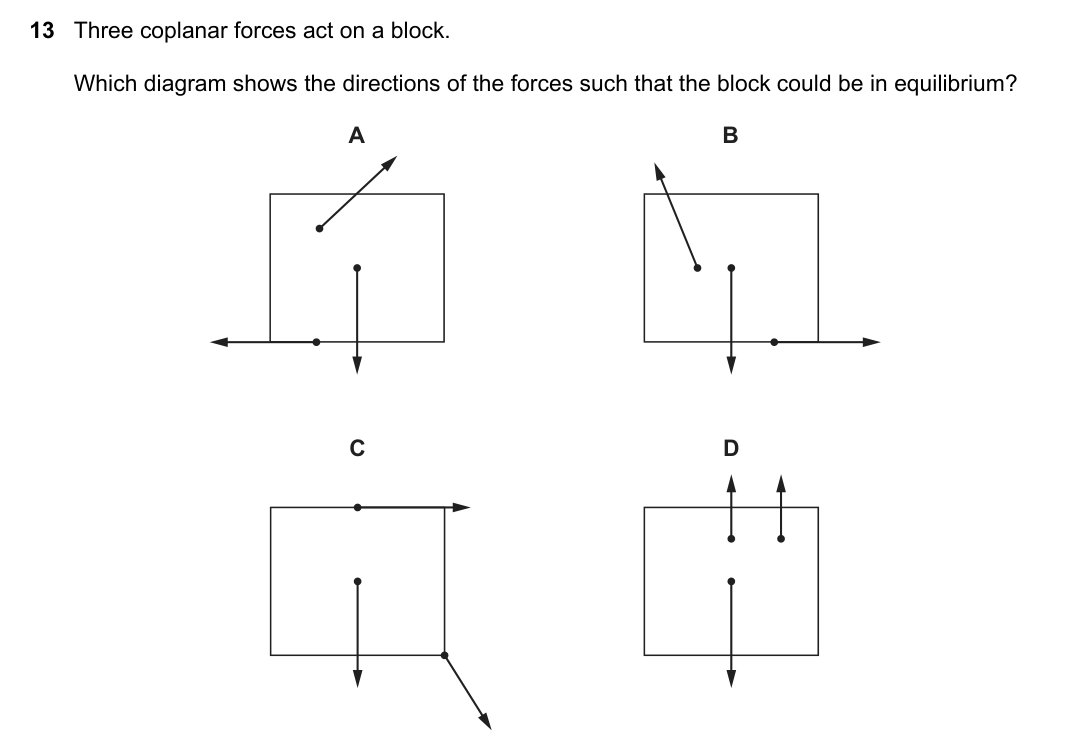 13 Three coplanar forces act on a block.
Which diagram shows the directions of the forces such that the block could be in equilibrium?
A
B
C
D